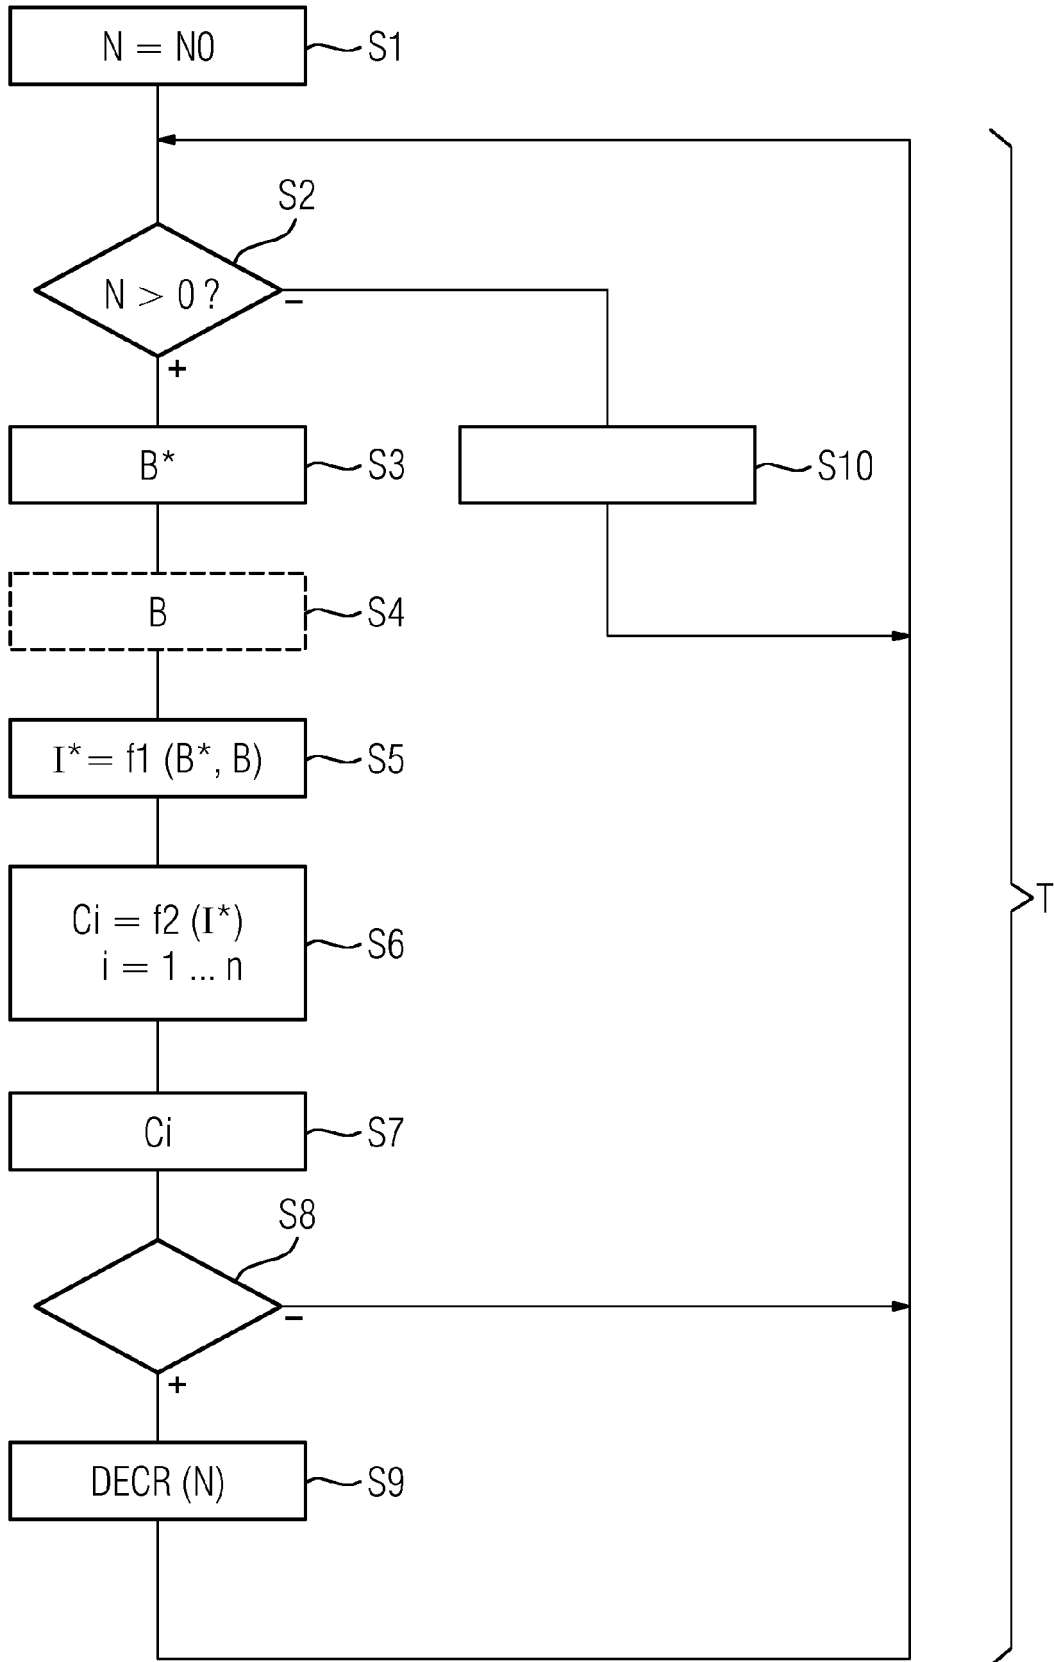 N = N0
S1
S2
N > 0 ?
–
+
B*
S3
S10
B
S4
I* = f1 (B*, B)
S5
Ci = f2 (I*)
i = 1 ... n
S6
T
Ci
S7
S8
–
+
DECR (N)
S9